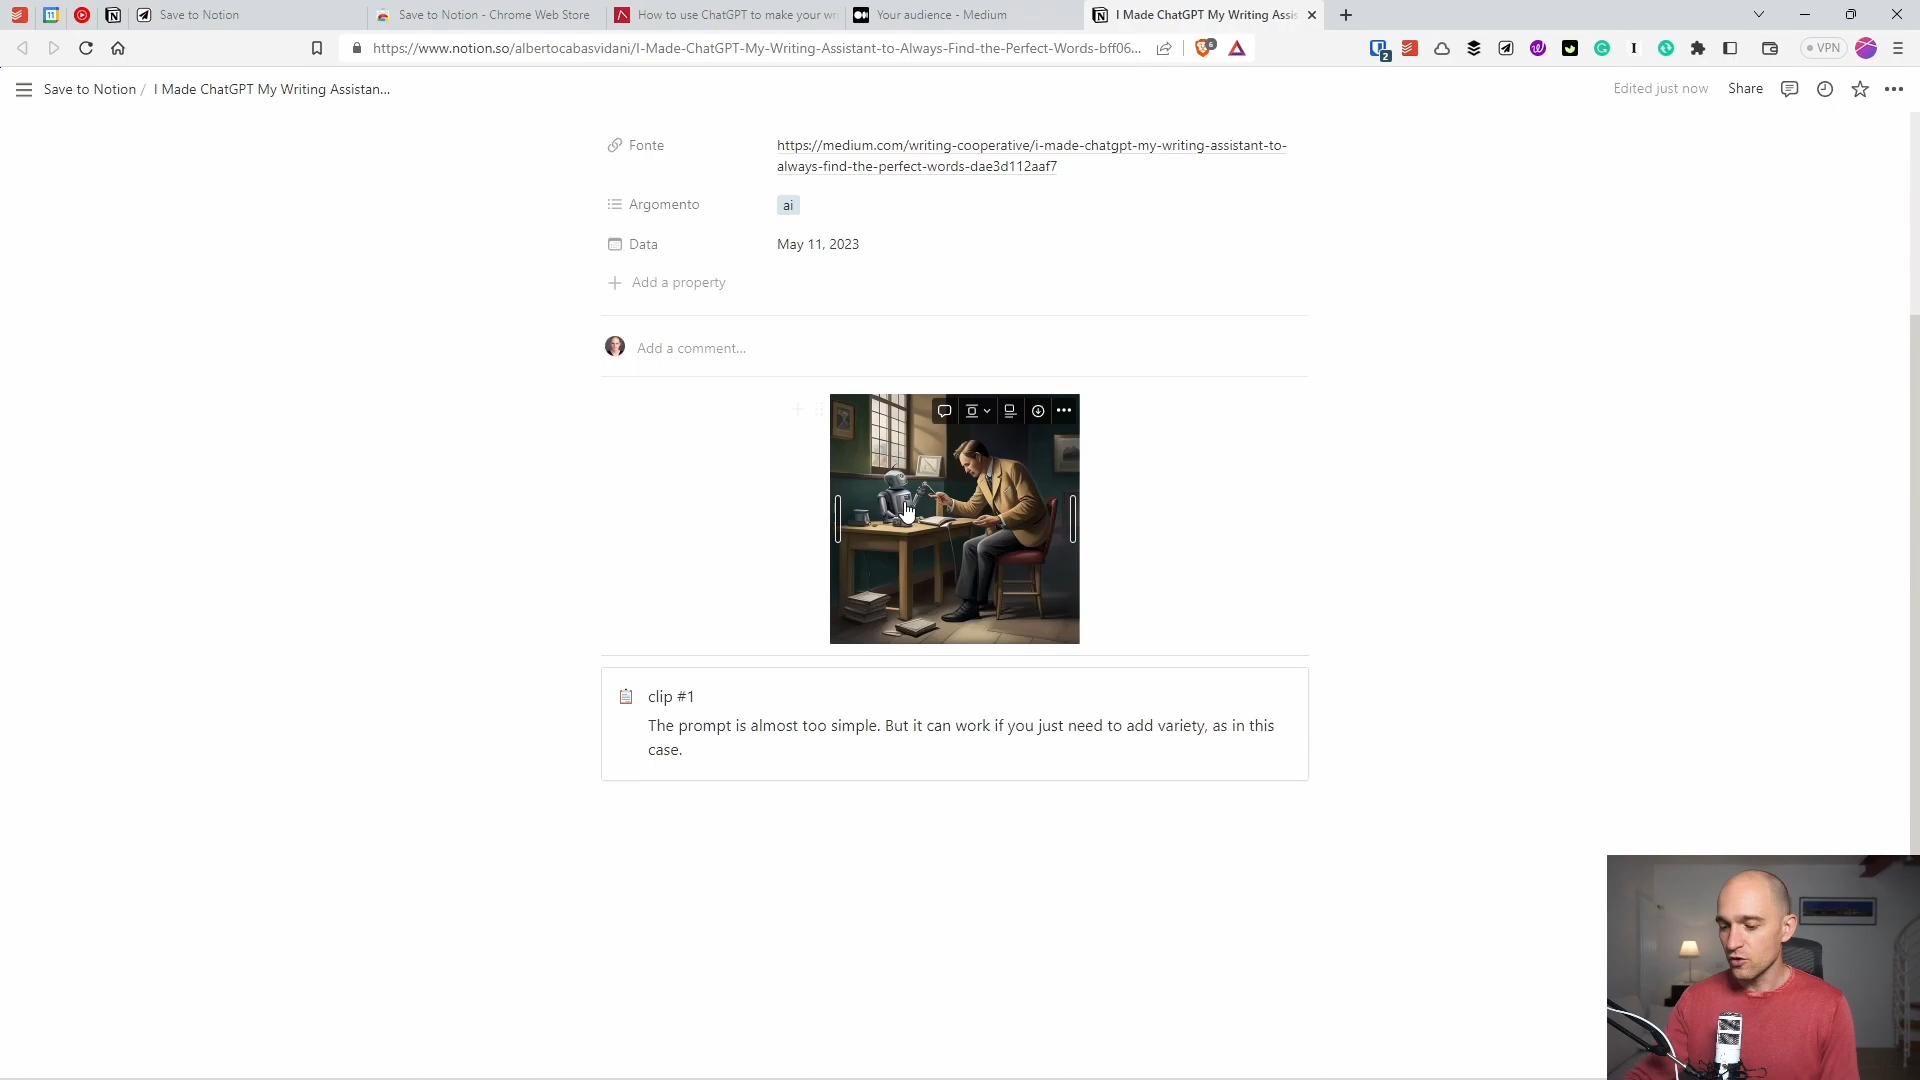 Save to Notion
Save to Notion - Chrome Web Store
How to use ChatGPT to make your wr
Your audience - Medium
I Made ChatGPT My Writing Assis
https://www.notion.so/albertocabasvidani/I-Made-ChatGPT-My-Writing-Assistant-to-Always-Find-the-Perfect-Words-bff06...
6
2
VPN
Save to Notion / I Made ChatGPT My Writing Assistan...
Edited just now
Share
Fonte
https://medium.com/writing-cooperative/i-made-chatgpt-my-writing-assistant-to-
always-find-the-perfect-words-dae3d112aaf7
Argomento
ai
Data
May 11, 2023
Add a property
Add a comment...
clip #1
The prompt is almost too simple. But it can work if you just need to add variety, as in this
case.